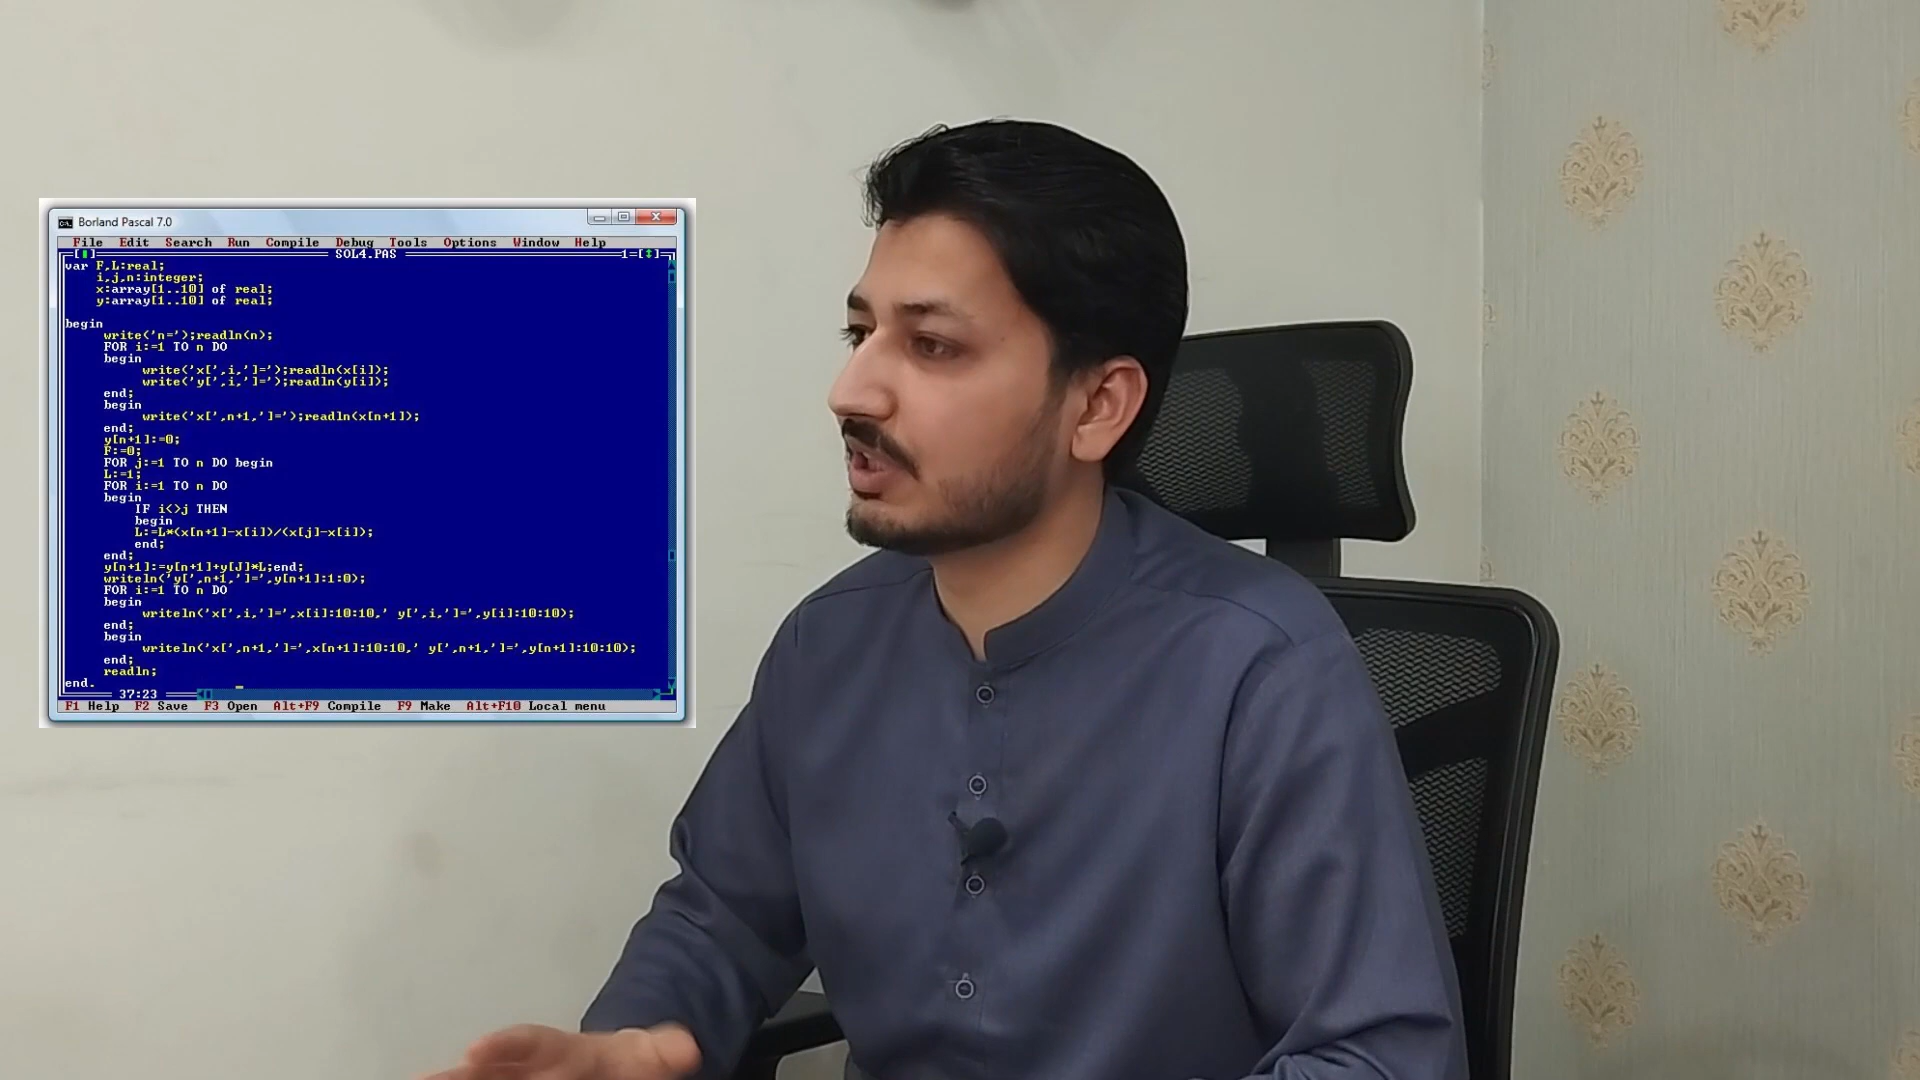 Borland Pascal 7.0
File Edit Search Run Compile Debug Tools Options Window Help
SOL4.PAS 1=[↕]
var F,L:real;
i,j,n:integer;
x:array[1..10] of real;
y:array[1..10] of real;
begin
write('n=');readln(n);
FOR i:=1 TO n DO
begin
write('x[',i,']=');readln(x[i]);
write('y[',i,']=');readln(y[i]);
end;
begin
write('x[',n+1,']=');readln(x[n+1]);
end;
y[n+1]:=0;
F:=0;
FOR j:=1 TO n DO begin
L:=1;
FOR i:=1 TO n DO
begin
IF i<>j THEN
begin
L:=L*(x[n+1]-x[i])/(x[j]-x[i]);
end;
end;
y[n+1]:=y[n+1]+y[J]*L;end;
writeln('y[',n+1,']=',y[n+1]:1:0);
FOR i:=1 TO n DO
begin
writeln('x[',i,']=',x[i]:10:10,' y[',i,']=',y[i]:10:10);
end;
begin
writeln('x[',n+1,']=',x[n+1]:10:10,' y[',n+1,']=',y[n+1]:10:10);
end;
readln;
end.
37:23
F1 Help F2 Save F3 Open Alt+F9 Compile F9 Make Alt+F10 Local menu